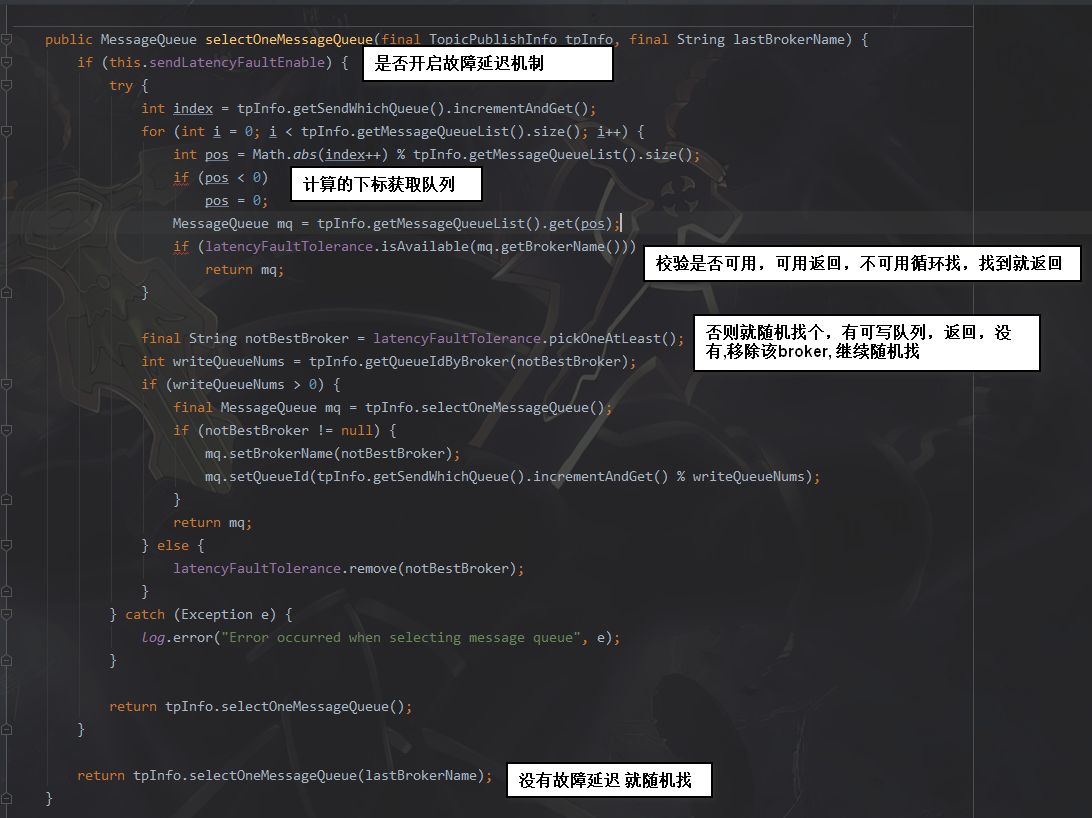 public MessageQueue selectOneMessageQueue(final TopicPublishInfo tpInfo, final String lastBrokerName) {
if (this.sendLatencyFaultEnable) {
是否开启故障延迟机制
try {
int index = tpInfo.getSendWhichQueue().incrementAndGet();
for (int i = 0; i < tpInfo.getMessageQueueList().size(); i++) {
int pos = Math.abs(index++) % tpInfo.getMessageQueueList().size();
if (pos < 0)
计算的下标获取队列
pos = 0;
MessageQueue mq = tpInfo.getMessageQueueList().get(pos);
if (latencyFaultTolerance.isAvailable(mq.getBrokerName()))
校验是否可用，可用返回，不可用循环找，找到就返回
return mq;
}
final String notBestBroker = latencyFaultTolerance.pickOneAtLeast();
否则就随机找个，有可写队列，返回，没
有,移除该broker, 继续随机找
int writeQueueNums = tpInfo.getQueueIdByBroker(notBestBroker);
if (writeQueueNums > 0) {
final MessageQueue mq = tpInfo.selectOneMessageQueue();
if (notBestBroker != null) {
mq.setBrokerName(notBestBroker);
mq.setQueueId(tpInfo.getSendWhichQueue().incrementAndGet() % writeQueueNums);
}
return mq;
} else {
latencyFaultTolerance.remove(notBestBroker);
}
} catch (Exception e) {
log.error("Error occurred when selecting message queue", e);
}
return tpInfo.selectOneMessageQueue();
}
return tpInfo.selectOneMessageQueue(lastBrokerName);
没有故障延迟 就随机找
}